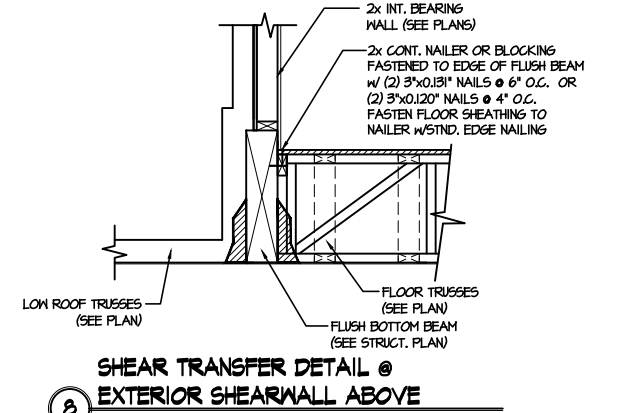 2x INT. BEARING
WALL (SEE PLANS)
2x CONT. NAILER OR BLOCKING
FASTENED TO EDGE OF FLUSH BEAM
W/ (2) 3"x0.131" NAILS @ 6" O.C. OR
(2) 3"x0.120" NAILS @ 4" O.C.
FASTEN FLOOR SHEATHING TO
NAILER W/STND. EDGE NAILING
LOW ROOF TRUSSES
(SEE PLAN)
FLOOR TRUSSES
(SEE PLAN)
FLUSH BOTTOM BEAM
(SEE STRUCT. PLAN)
SHEAR TRANSFER DETAIL @
EXTERIOR SHEARWALL ABOVE